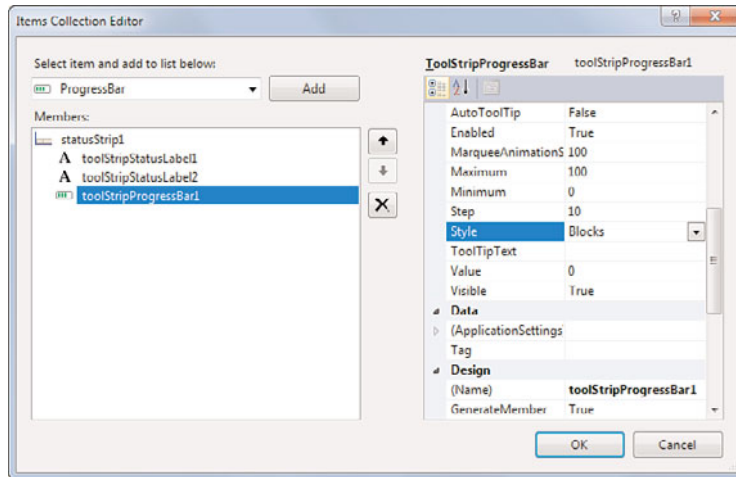 Items Collection Editor
Select item and add to list below:
ProgressBar
Add
Members:
statusStrip1
A toolStripStatusLabel1
A toolStripStatusLabel2
toolStripProgressBar1
ToolStripProgressBar toolStripProgressBar1
AutoToolTip False
Enabled True
MarqueeAnimationS 100
Maximum 100
Minimum 0
Step 10
Style Blocks
ToolTipText
Value 0
Visible True
Data
(ApplicationSettings
Tag
Design
(Name) toolStripProgressBar1
GenerateMember True
OK Cancel